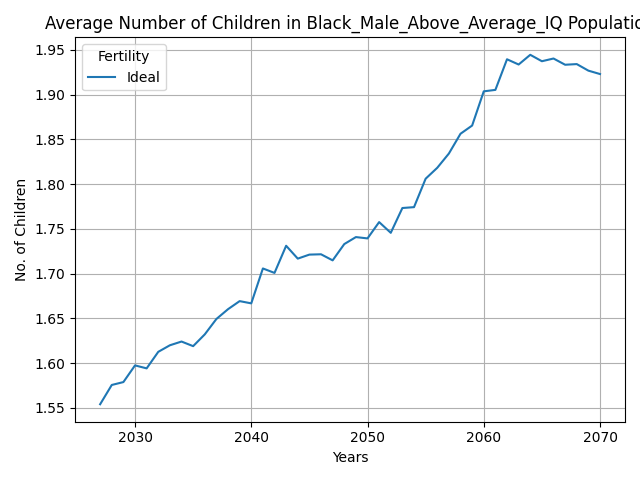 Average Number of Children in Black_Male_Above_Average_IQ Populatio
Fertility
Ideal
1.95
1.90
1.85
1.80
1.75
1.70
1.65
1.60
1.55
No. of Children
2030 2040 2050 2060 2070
Years